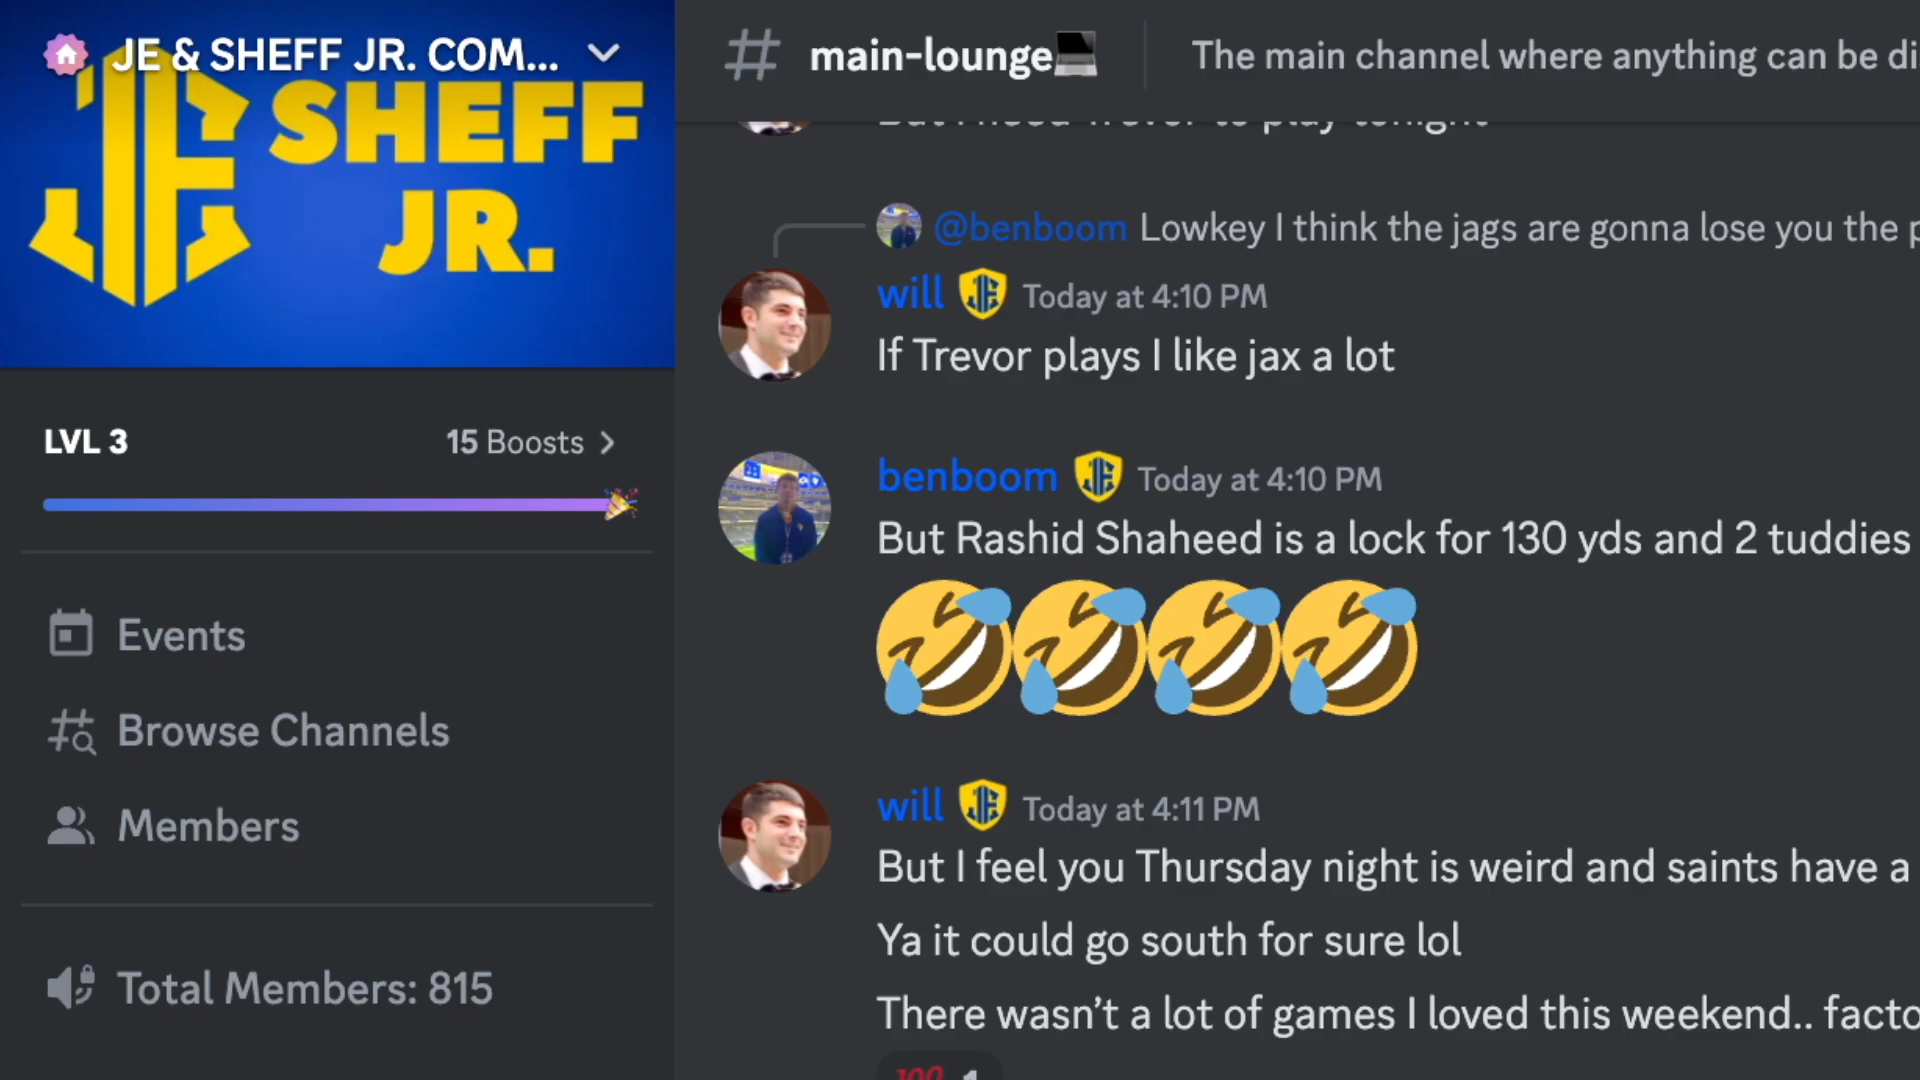 JE & SHEFF JR. COM...
SHEFF
JR.
LVL 3
15 Boosts
Events
Browse Channels
Members
Total Members: 815
main-lounge
The main channel where anything can be
@benboom Lowkey I think the jags are gonna lose you the
will JE Today at 4:10 PM
If Trevor plays I like jax a lot
benboom JE Today at 4:10 PM
But Rashid Shaheed is a lock for 130 yds and 2 tuddies
will JE Today at 4:11 PM
But I feel you Thursday night is weird and saints have a
Ya it could go south for sure lol
There wasn't a lot of games I loved this weekend..